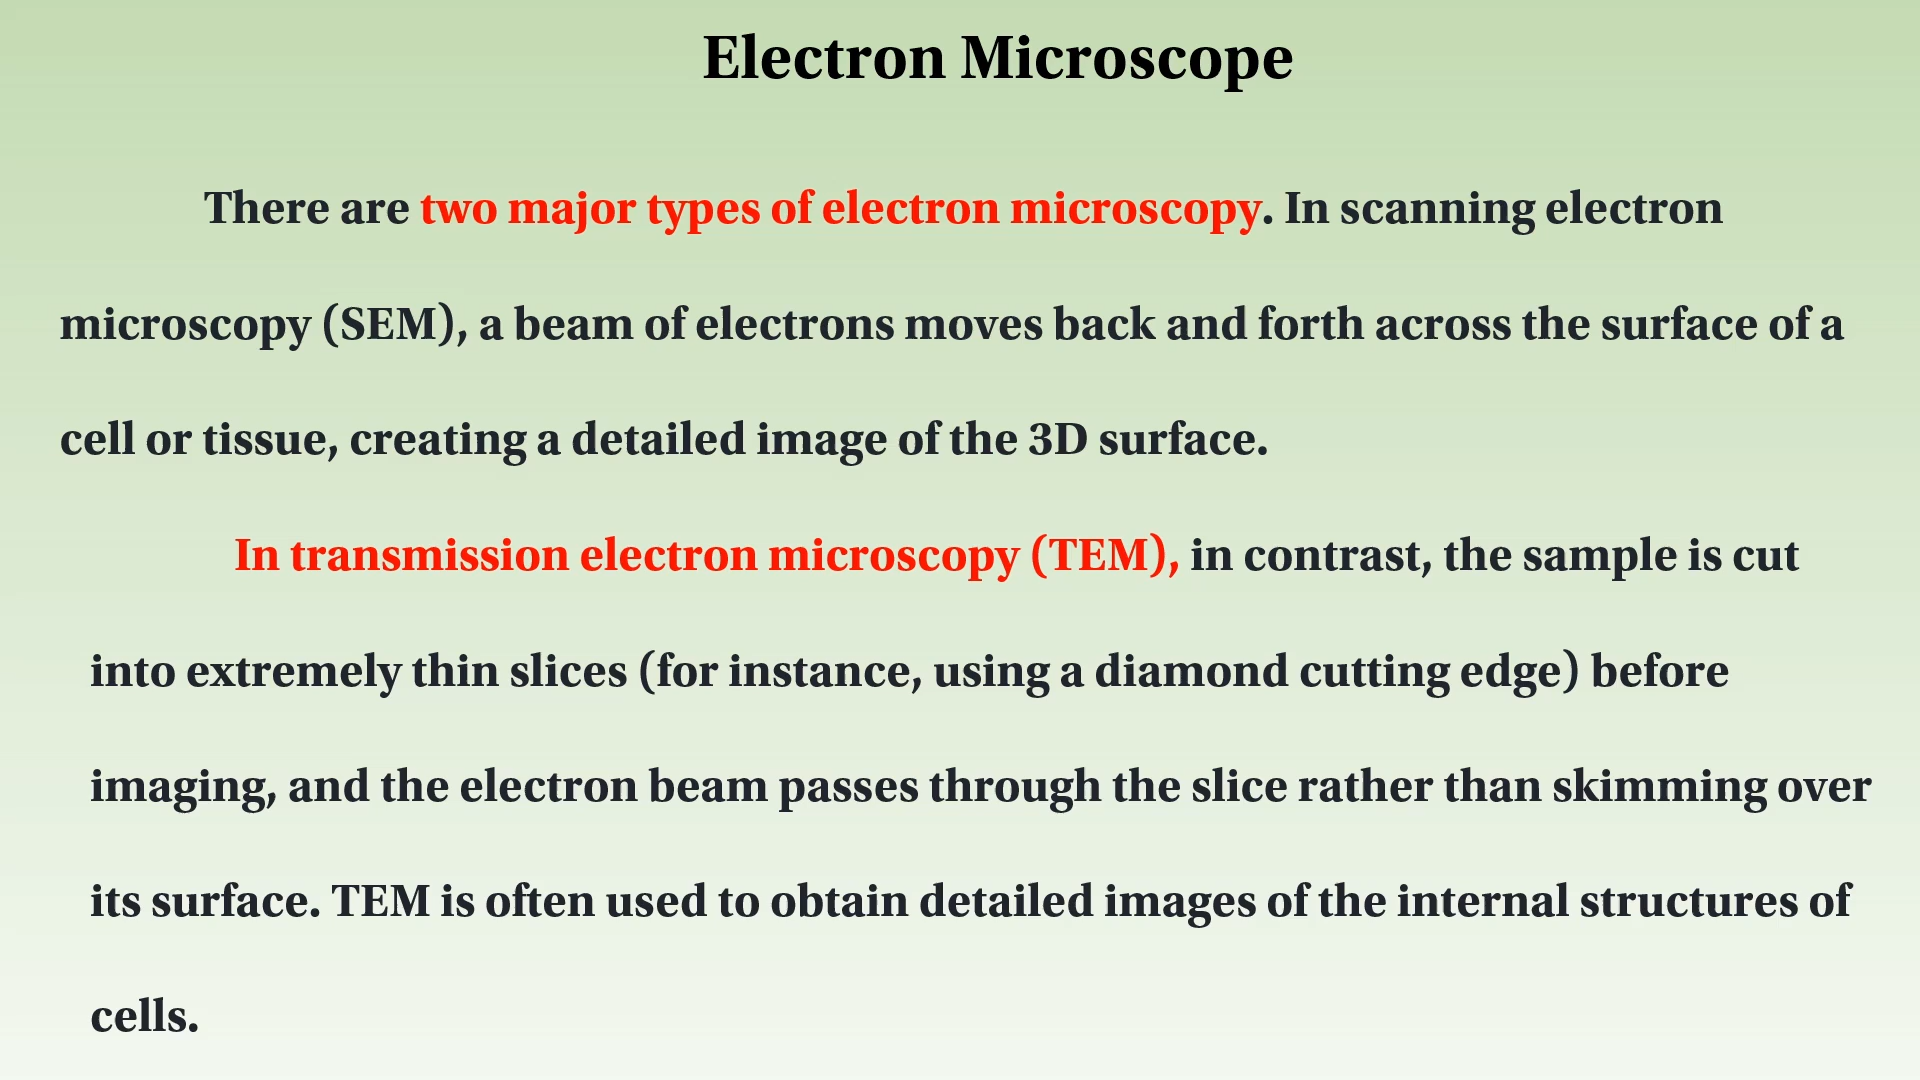 Electron Microscope
There are two major types of electron microscopy. In scanning electron
microscopy (SEM), a beam of electrons moves back and forth across the surface of a
cell or tissue, creating a detailed image of the 3D surface.
In transmission electron microscopy (TEM), in contrast, the sample is cut
into extremely thin slices (for instance, using a diamond cutting edge) before
imaging, and the electron beam passes through the slice rather than skimming over
its surface. TEM is often used to obtain detailed images of the internal structures of
cells.